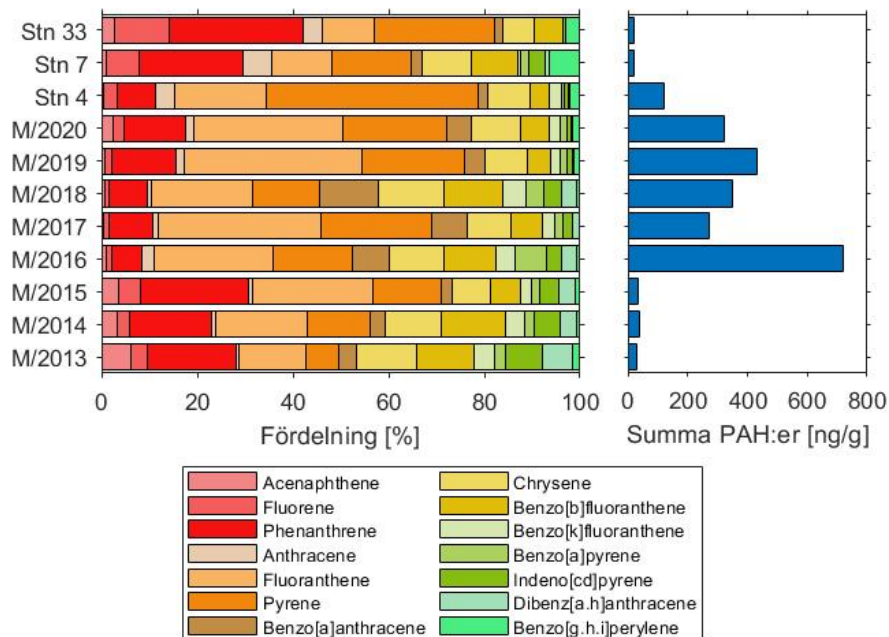 Stn 33
Stn 7
Stn 4
M/2020
M/2019
M/2018
M/2017
M/2016
M/2015
M/2014
M/2013
0 20 40 60 80 100
Fördelning [%]
0 200 400 600 800
Summa PAH:er [ng/g]
Acenaphthene
Fluorene
Phenanthrene
Anthracene
Fluoranthene
Pyrene
Benzo[a]anthracene
Chrysene
Benzo[b]fluoranthene
Benzo[k]fluoranthene
Benzo[a]pyrene
Indeno[cd]pyrene
Dibenz[a.h]anthracene
Benzo[g.h.i]perylene